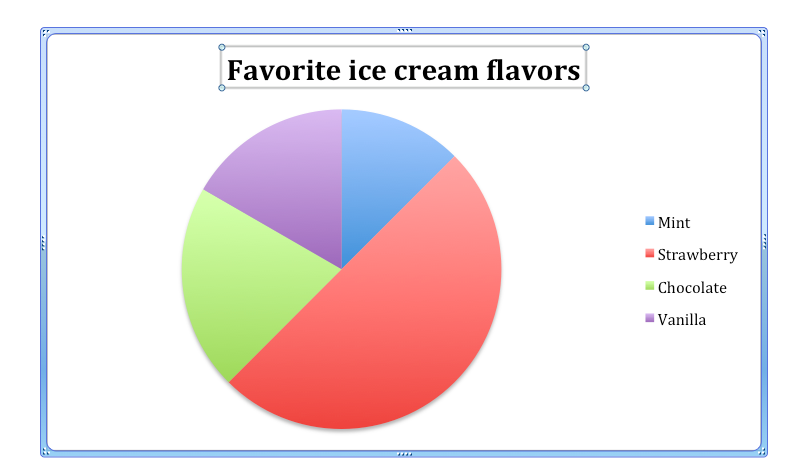 Favorite ice cream flavors
Mint
Strawberry
Chocolate
Vanilla